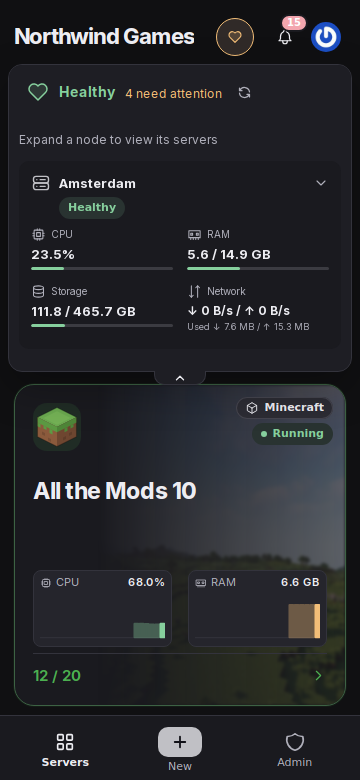 Northwind Games
15
Healthy 4 need attention
Expand a node to view its servers
Amsterdam
Healthy
CPU
23.5%
RAM
5.6 / 14.9 GB
Storage
111.8 / 465.7 GB
Network
↓ 0 B/s / ↑ 0 B/s
Used ↓ 7.6 MB / ↑ 15.3 MB
Minecraft
Running
All the Mods 10
CPU 68.0%
RAM 6.6 GB
12 / 20
Servers
New
Admin